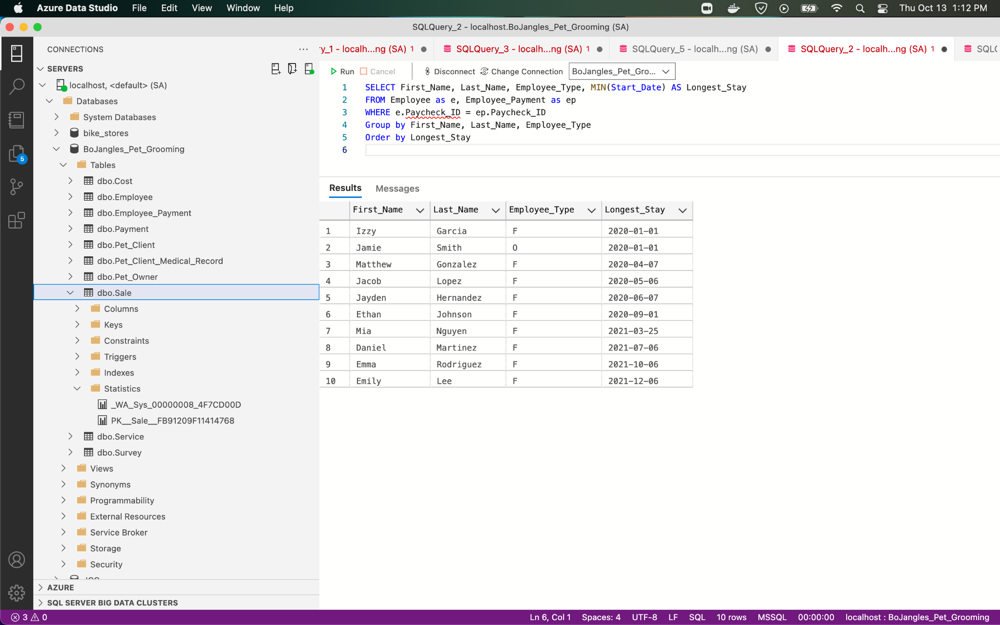 Azure Data Studio File Edit View Window Help Thu Oct 13 1:12 PM
SQLQuery_2 - localhost.BoJangles_Pet_Grooming (SA)
CONNECTIONS ···
y_1 - localh...ng (SA) 1
SQLQuery_3 - localh...ng (SA) 1
SQLQuery_5 - localh...ng (SA)
SQLQuery_2 - localh...ng (SA) 1
SERVERS
Run Cancel Disconnect Change Connection BoJangles_Pet_Gro...
localhost, <default> (SA)
Databases
System Databases
bike_stores
BoJangles_Pet_Grooming
Tables
dbo.Cost
dbo.Employee
dbo.Employee_Payment
dbo.Payment
dbo.Pet_Client
dbo.Pet_Client_Medical_Record
dbo.Pet_Owner
dbo.Sale
Columns
Keys
Constraints
Triggers
Indexes
Statistics
_WA_Sys_00000008_4F7CD00D
PK__Sale__FB91209F11414768
dbo.Service
dbo.Survey
Views
Synonyms
Programmability
External Resources
Service Broker
Storage
Security
AZURE
SQL SERVER BIG DATA CLUSTERS
5
1 SELECT First_Name, Last_Name, Employee_Type, MIN(Start_Date) AS Longest_Stay
2 FROM Employee as e, Employee_Payment as ep
3 WHERE e.Paycheck_ID = ep.Paycheck_ID
4 Group by First_Name, Last_Name, Employee_Type
5 Order by Longest_Stay
6
Results Messages
First_Name Last_Name Employee_Type Longest_Stay
1 Izzy Garcia F 2020-01-01
2 Jamie Smith O 2020-01-01
3 Matthew Gonzalez F 2020-04-07
4 Jacob Lopez F 2020-05-06
5 Jayden Hernandez F 2020-06-07
6 Ethan Johnson F 2020-09-01
7 Mia Nguyen F 2021-03-25
8 Daniel Martinez F 2021-07-06
9 Emma Rodriguez F 2021-10-06
10 Emily Lee F 2021-12-06
3 0 Ln 6, Col 1 Spaces: 4 UTF-8 LF SQL 10 rows MSSQL 00:00:00 localhost : BoJangles_Pet_Grooming